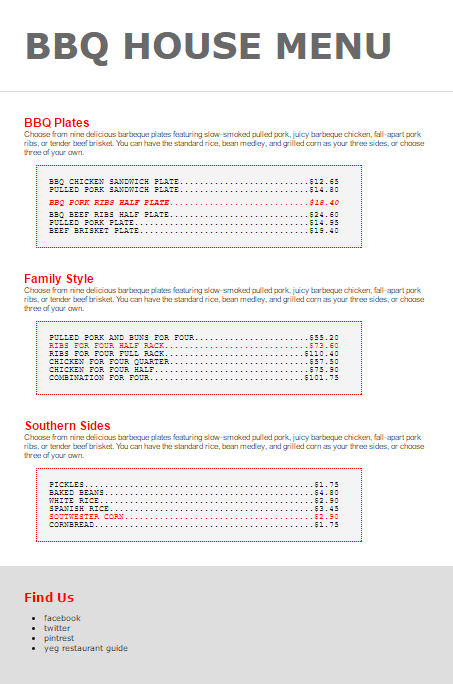 BBQ HOUSE MENU
BBQ Plates
Choose from nine delicious barbeque plates featuring slow-smoked pulled pork, juicy barbeque chicken, fall-apart pork
ribs, or tender beef brisket. You can have the standard rice, bean medley, and grilled corn as your three sides, or choose
three of your own.
BBQ CHICKEN SANDWICH PLATE..........................$12.65
PULLED PORK SANDWICH PLATE..........................$14.80
BBQ PORK RIBS HALF PLATE............................$18.40
BBQ BEEF RIBS HALF PLATE............................$24.60
PULLED PORK PLATE...................................$14.95
BEEF BRISKET PLATE..................................$19.40
Family Style
Choose from nine delicious barbeque plates featuring slow-smoked pulled pork, juicy barbeque chicken, fall-apart pork
ribs, or tender beef brisket. You can have the standard rice, bean medley, and grilled corn as your three sides, or choose
three of your own.
PULLED PORK AND BUNS FOR FOUR.......................$55.20
RIBS FOR FOUR HALF RACK.............................$73.60
RIBS FOR FOUR FULL RACK............................$110.40
CHICKEN FOR FOUR QUARTER............................$57.50
CHICKEN FOR FOUR HALF...............................$75.90
COMBINATION FOR FOUR...............................$101.75
Southern Sides
Choose from nine delicious barbeque plates featuring slow-smoked pulled pork, juicy barbeque chicken, fall-apart pork
ribs, or tender beef brisket. You can have the standard rice, bean medley, and grilled corn as your three sides, or choose
three of your own.
PICKLES..............................................$1.75
BAKED BEANS..........................................$4.80
WHITE RICE...........................................$2.90
SPANISH RICE.........................................$3.45
SOUTWESTER CORN......................................$2.90
CORNBREAD............................................$1.75
Find Us
facebook
twitter
pintrest
yeg restaurant guide